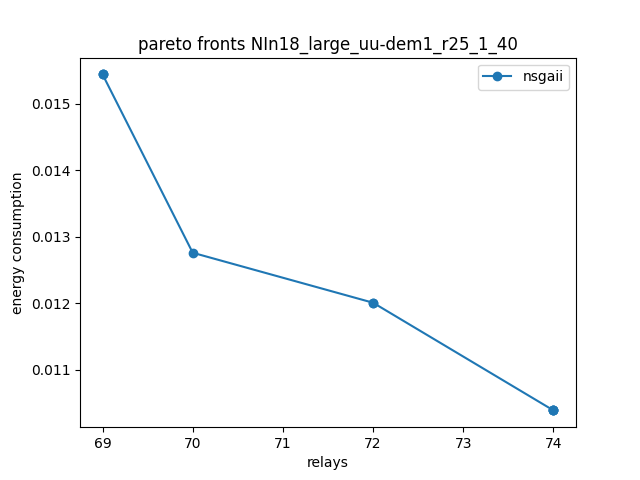 pareto fronts NIn18_large_uu-dem1_r25_1_40
nsgaii
0.015
0.014
0.013
0.012
0.011
energy consumption
69 70 71 72 73 74
relays